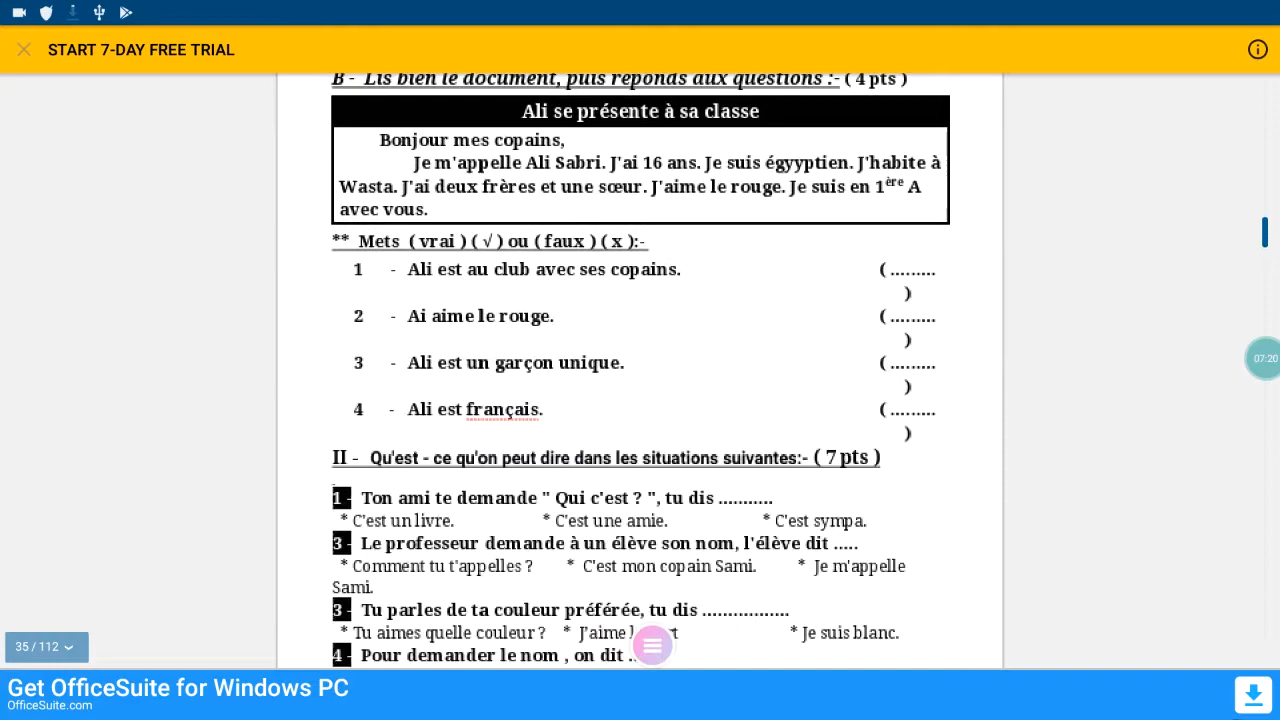 START 7-DAY FREE TRIAL
B - Lis bien le document, puis réponds aux questions :- ( 4 pts )
Ali se présente à sa classe
Bonjour mes copains,
Je m'appelle Ali Sabri. J'ai 16 ans. Je suis égyyptien. J'habite à
Wasta. J'ai deux frères et une sœur. J'aime le rouge. Je suis en 1ère A
avec vous.
** Mets ( vrai ) ( √ ) ou ( faux ) ( x ):-
1 - Ali est au club avec ses copains. ( .........
)
2 - Ai aime le rouge. ( .........
)
3 - Ali est un garçon unique. ( .........
)
4 - Ali est français. ( .........
)
II - Qu'est - ce qu'on peut dire dans les situations suivantes:- ( 7 pts )
1 - Ton ami te demande " Qui c'est ? ", tu dis ...........
* C'est un livre. * C'est une amie. * C'est sympa.
3 - Le professeur demande à un élève son nom, l'élève dit .....
* Comment tu t'appelles ? * C'est mon copain Sami. * Je m'appelle
Sami.
3 - Tu parles de ta couleur préférée, tu dis .................
* Tu aimes quelle couleur ? * J'aime * Je suis blanc.
4 - Pour demander le nom , on dit ..
07:20
35 / 112
Get OfficeSuite for Windows PC
OfficeSuite.com